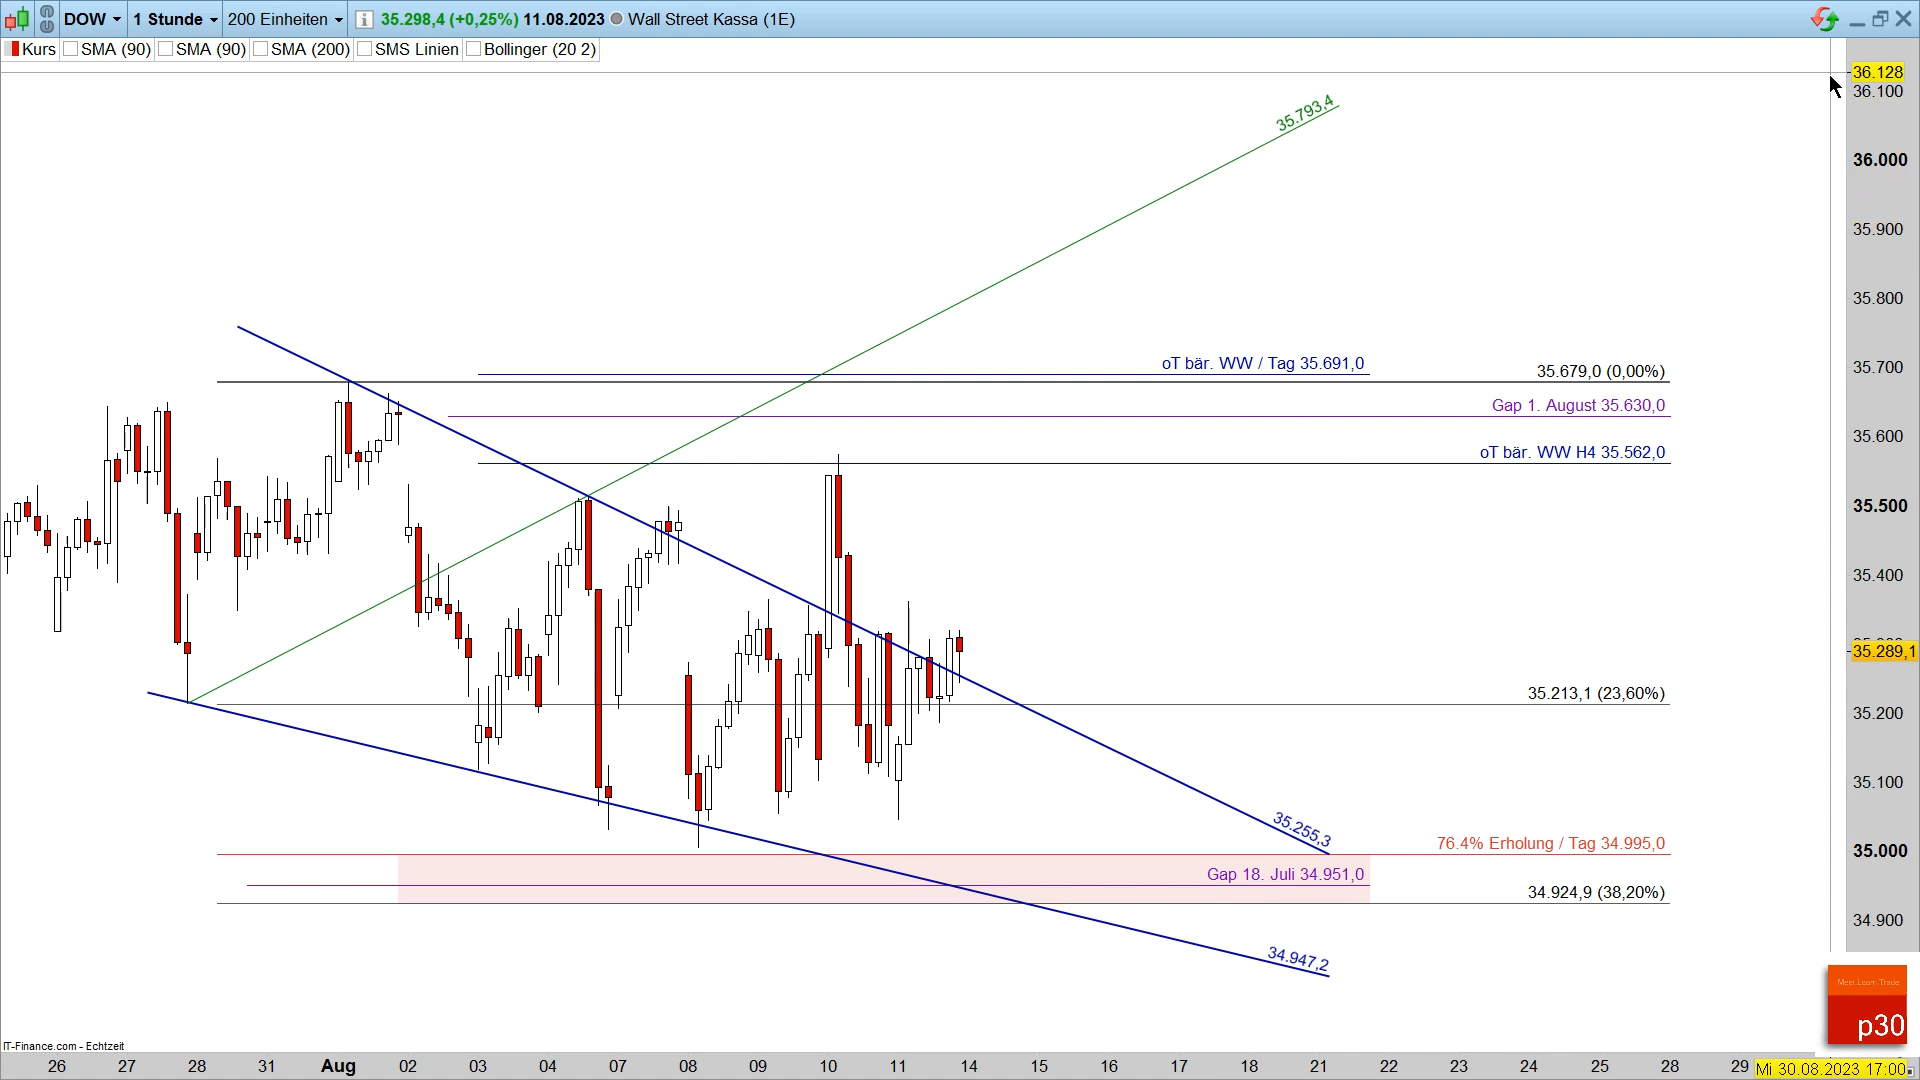 DOW 1 Stunde 200 Einheiten 35.298,4 (+0,25%) 11.08.2023 Wall Street Kassa (1E)
Kurs SMA (90) SMA (90) SMA (200) SMS Linien Bollinger (20 2)
36.128
36.100
35.793,4
36.000
35.900
35.800
oT bär. WW / Tag 35.691,0
35.679,0 (0,00%)
35.700
Gap 1. August 35.630,0
35.600
oT bär. WW H4 35.562,0
35.500
35.400
35.289,1
35.213,1 (23,60%)
35.200
35.100
35.255,3
76.4% Erholung / Tag 34.995,0
35.000
Gap 18. Juli 34.951,0
34.924,9 (38,20%)
34.900
34.947,2
Meet Learn Trade
p30
IT-Finance.com - Echtzeit
26 27 28 31 Aug 02 03 04 07 08 09 10 11 14 15 16 17 18 21 22 23 24 25 28 29 Mi 30.08.2023 17:00